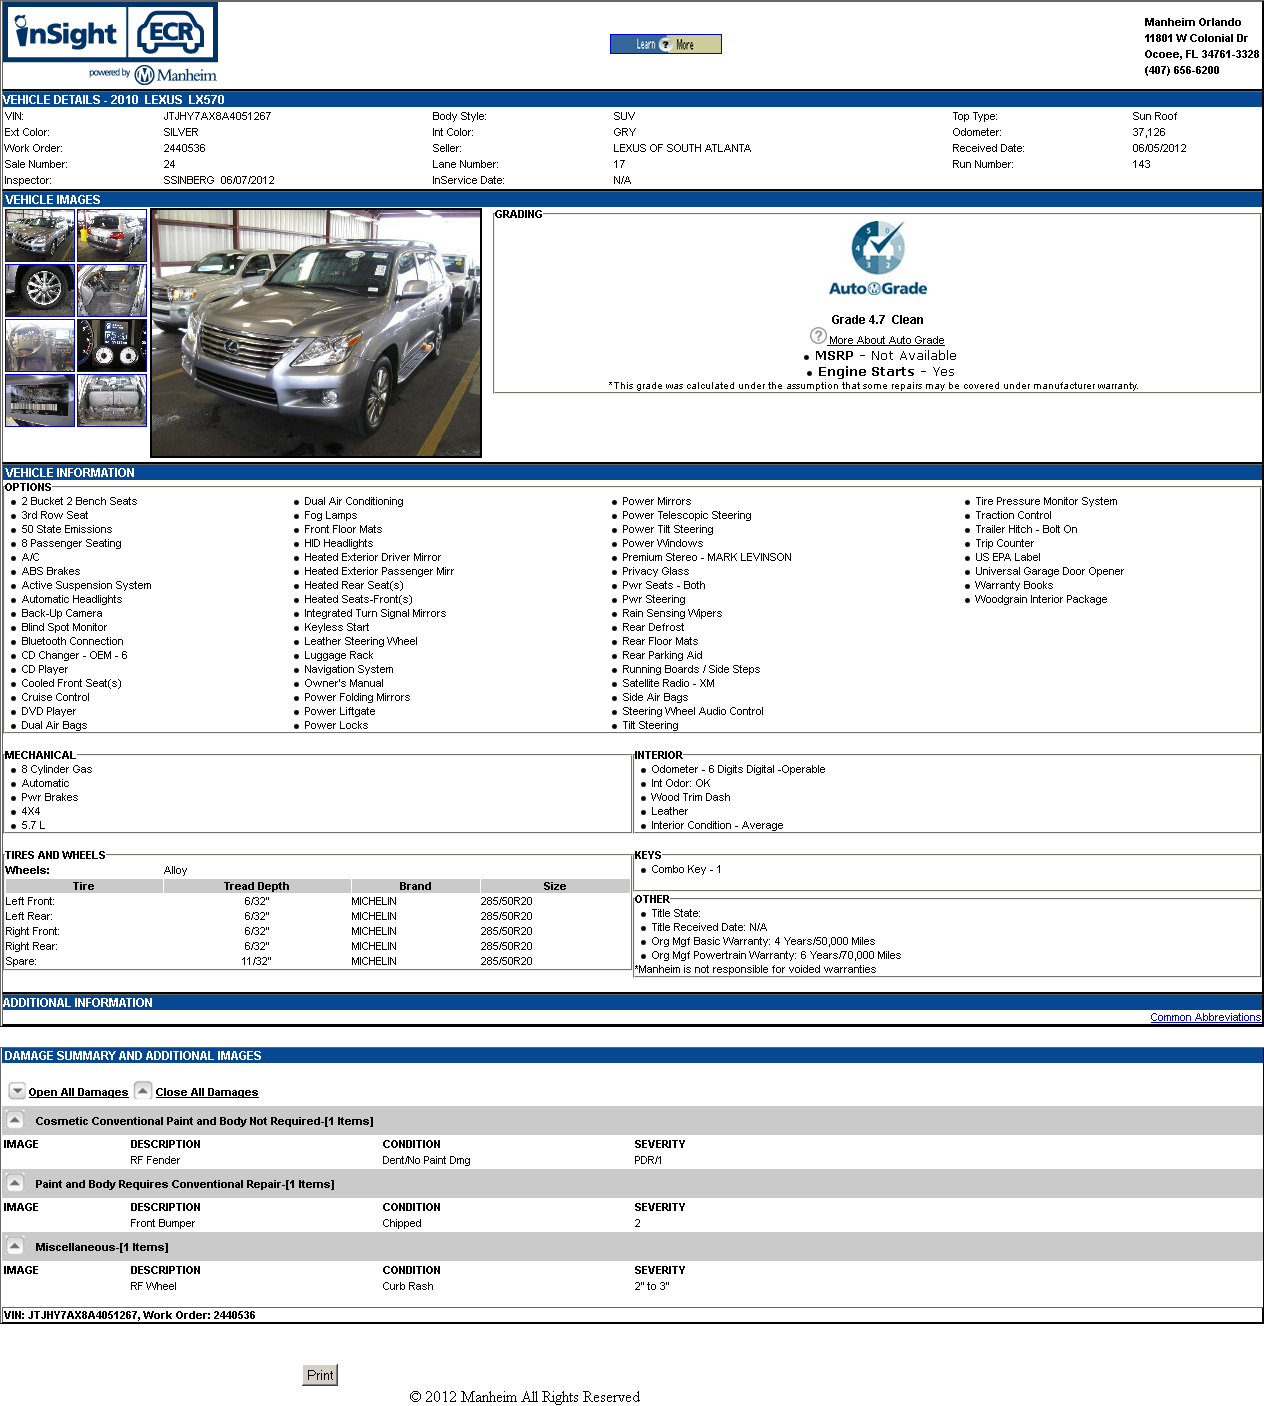 inSight ECR
powered by Manheim
Learn ? More
Manheim Orlando
11801 W Colonial Dr
Ocoee, FL 34761-3328
(407) 656-6200
VEHICLE DETAILS - 2010 LEXUS LX570
VIN: JTJHY7AX8A4051267 Body Style: SUV Top Type: Sun Roof
Ext Color: SILVER Int Color: GRY Odometer: 37,126
Work Order: 2440536 Seller: LEXUS OF SOUTH ATLANTA Received Date: 06/05/2012
Sale Number: 24 Lane Number: 17 Run Number: 143
Inspector: SSINBERG 06/07/2012 InService Date: N/A
VEHICLE IMAGES
GRADING
5 4 3 2 1
Auto Grade
Grade 4.7 Clean
? More About Auto Grade
MSRP - Not Available
Engine Starts - Yes
*This grade was calculated under the assumption that some repairs may be covered under manufacturer warranty.
VEHICLE INFORMATION
OPTIONS
2 Bucket 2 Bench Seats Dual Air Conditioning Power Mirrors Tire Pressure Monitor System
3rd Row Seat Fog Lamps Power Telescopic Steering Traction Control
50 State Emissions Front Floor Mats Power Tilt Steering Trailer Hitch - Bolt On
8 Passenger Seating HID Headlights Power Windows Trip Counter
A/C Heated Exterior Driver Mirror Premium Stereo - MARK LEVINSON US EPA Label
ABS Brakes Heated Exterior Passenger Mirr Privacy Glass Universal Garage Door Opener
Active Suspension System Heated Rear Seat(s) Pwr Seats - Both Warranty Books
Automatic Headlights Heated Seats-Front(s) Pwr Steering Woodgrain Interior Package
Back-Up Camera Integrated Turn Signal Mirrors Rain Sensing Wipers
Blind Spot Monitor Keyless Start Rear Defrost
Bluetooth Connection Leather Steering Wheel Rear Floor Mats
CD Changer - OEM - 6 Luggage Rack Rear Parking Aid
CD Player Navigation System Running Boards / Side Steps
Cooled Front Seat(s) Owner's Manual Satellite Radio - XM
Cruise Control Power Folding Mirrors Side Air Bags
DVD Player Power Liftgate Steering Wheel Audio Control
Dual Air Bags Power Locks Tilt Steering
MECHANICAL
8 Cylinder Gas
Automatic
Pwr Brakes
4X4
5.7 L
INTERIOR
Odometer - 6 Digits Digital -Operable
Int Odor: OK
Wood Trim Dash
Leather
Interior Condition - Average
TIRES AND WHEELS
Wheels: Alloy
Tire Tread Depth Brand Size
Left Front: 6/32" MICHELIN 285/50R20
Left Rear: 6/32" MICHELIN 285/50R20
Right Front: 6/32" MICHELIN 285/50R20
Right Rear: 6/32" MICHELIN 285/50R20
Spare: 11/32" MICHELIN 285/50R20
KEYS
Combo Key - 1
OTHER
Title State:
Title Received Date: N/A
Org Mgf Basic Warranty: 4 Years/50,000 Miles
Org Mgf Powertrain Warranty: 6 Years/70,000 Miles
*Manheim is not responsible for voided warranties
ADDITIONAL INFORMATION
Common Abbreviations
DAMAGE SUMMARY AND ADDITIONAL IMAGES
Open All Damages Close All Damages
Cosmetic Conventional Paint and Body Not Required-[1 Items]
IMAGE DESCRIPTION CONDITION SEVERITY
RF Fender Dent/No Paint Dmg PDR/1
Paint and Body Requires Conventional Repair-[1 Items]
IMAGE DESCRIPTION CONDITION SEVERITY
Front Bumper Chipped 2
Miscellaneous-[1 Items]
IMAGE DESCRIPTION CONDITION SEVERITY
RF Wheel Curb Rash 2" to 3"
VIN: JTJHY7AX8A4051267, Work Order: 2440536
Print
© 2012 Manheim All Rights Reserved